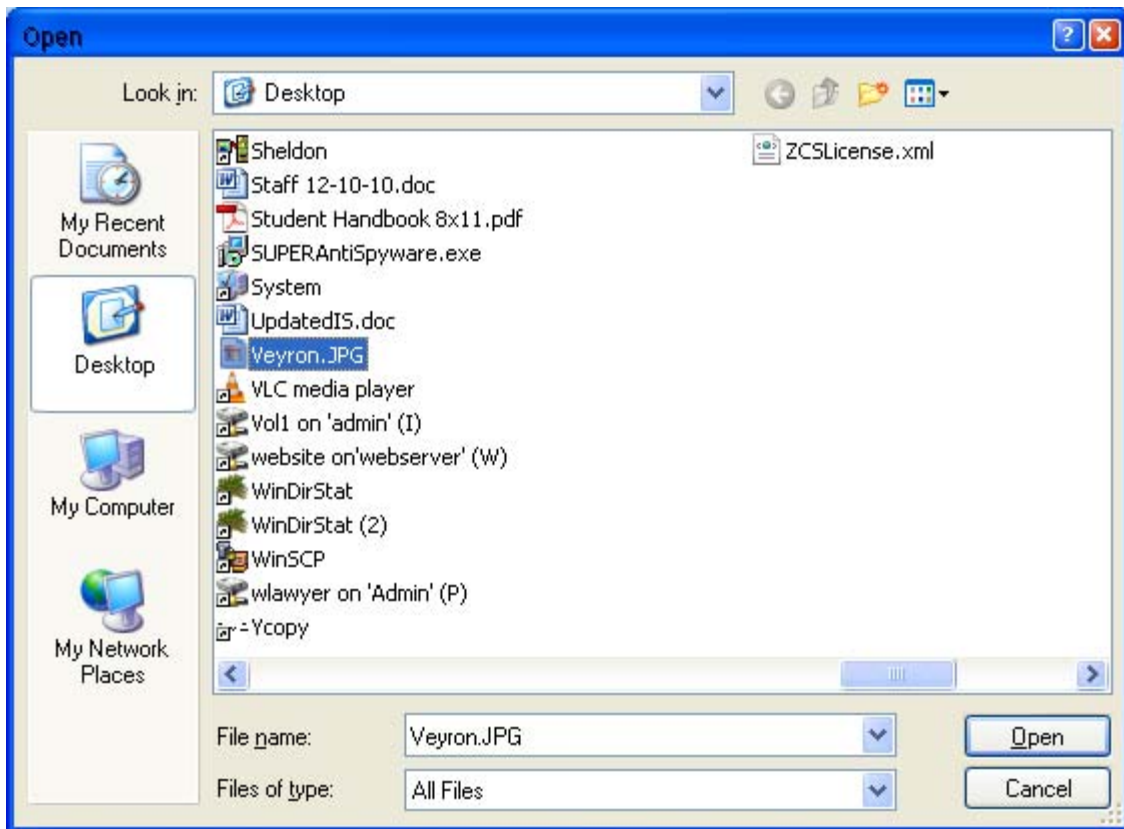 Open
Look in: Desktop
My Recent
Documents
Desktop
My Computer
My Network
Places
Sheldon
Staff 12-10-10.doc
Student Handbook 8x11.pdf
SUPERAntiSpyware.exe
System
UpdatedIS.doc
Veyron.JPG
VLC media player
Vol1 on 'admin' (I)
website on'webserver' (W)
WinDirStat
WinDirStat (2)
WinSCP
wlawyer on 'Admin' (P)
Ycopy
ZCSLicense.xml
File name: Veyron.JPG Open
Files of type: All Files Cancel